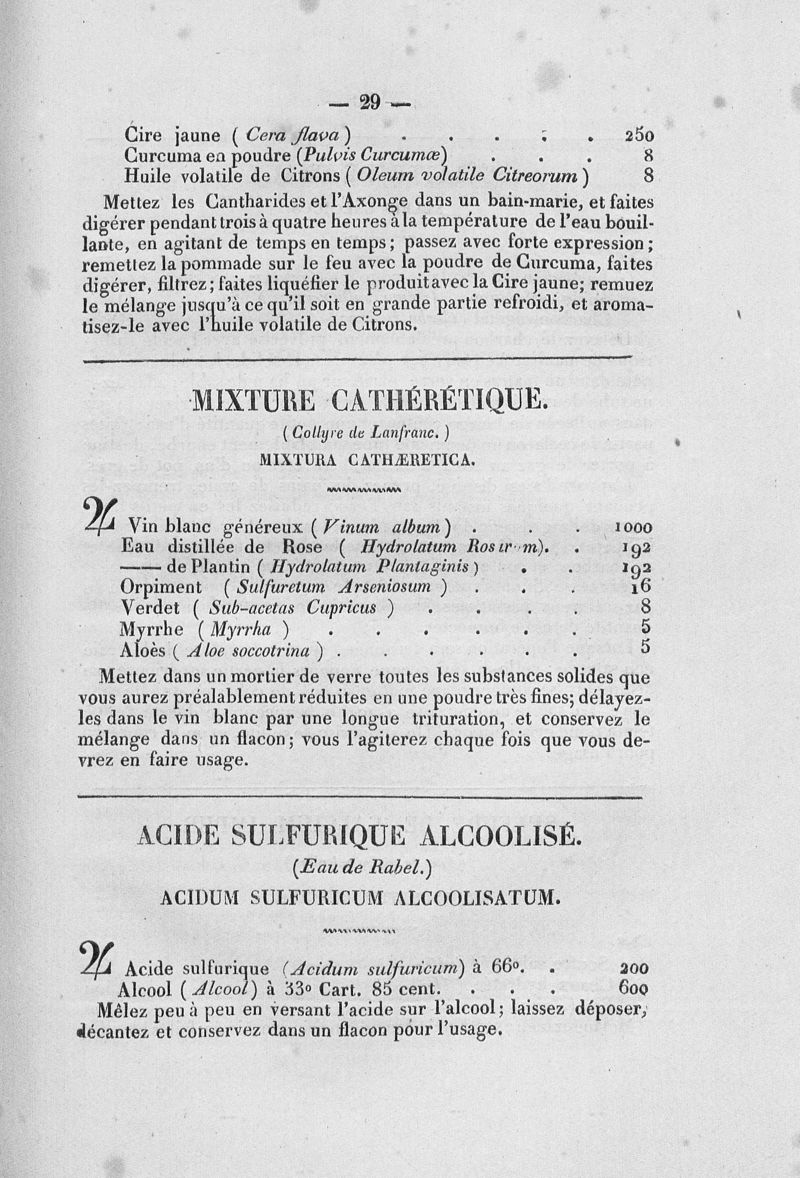 — 29 —
Cire jaune ( Cera flava ) . . . . . 250
Curcuma en poudre (Pulvis Curcumæ) . . . 8
Huile volatile de Citrons ( Oleum volatile Citreorum ) 8
Mettez les Cantharides et l'Axonge dans un bain-marie, et faites
digérer pendant trois à quatre heures à la température de l'eau bouil-
lante, en agitant de temps en temps; passez avec forte expression;
remettez la pommade sur le feu avec la poudre de Curcuma, faites
digérer, filtrez; faites liquéfier le produit avec la Cire jaune; remuez
le mélange jusqu'à ce qu'il soit en grande partie refroidi, et aroma-
tisez-le avec l'huile volatile de Citrons.
MIXTURE CATHÉRÉTIQUE.
( Collyre de Lanfranc. )
MIXTURA CATHÆRETICA.
♃ Vin blanc généreux ( Vinum album ) . . . 1000
Eau distillée de Rose ( Hydrolatum ). . 192
—— de Plantin ( Hydrolatum Plantaginis ) . . 192
Orpiment ( Sulfuretum Arseniosum ) . . . 16
Verdet ( Sub-acetas Cupricus ) . . . . 8
Myrrhe ( Myrrha ) . . . . . . 5
Aloès ( Aloe soccotrina ) . . . . . . 5
Mettez dans un mortier de verre toutes les substances solides que
vous aurez préalablement réduites en une poudre très fines; délayez-
les dans le vin blanc par une longue trituration, et conservez le
mélange dans un flacon; vous l'agiterez chaque fois que vous de-
vrez en faire usage.
ACIDE SULFURIQUE ALCOOLISÉ.
(Eau de Rabel.)
ACIDUM SULFURICUM ALCOOLISATUM.
♃ Acide sulfurique (Acidum sulfuricum) à 66°. . 200
Alcool ( Alcool ) à 33° Cart. 85 cent. . . . 600
Mêlez peu à peu en versant l'acide sur l'alcool; laissez déposer,
décantez et conservez dans un flacon pour l'usage.